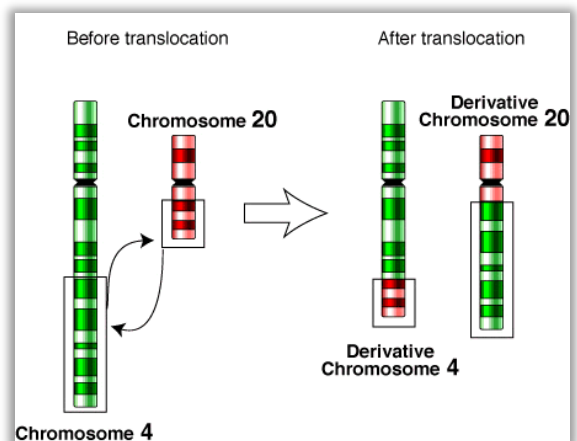 Before translocation
After translocation
Chromosome 20
Derivative
Chromosome 20
Derivative
Chromosome 4
Chromosome 4